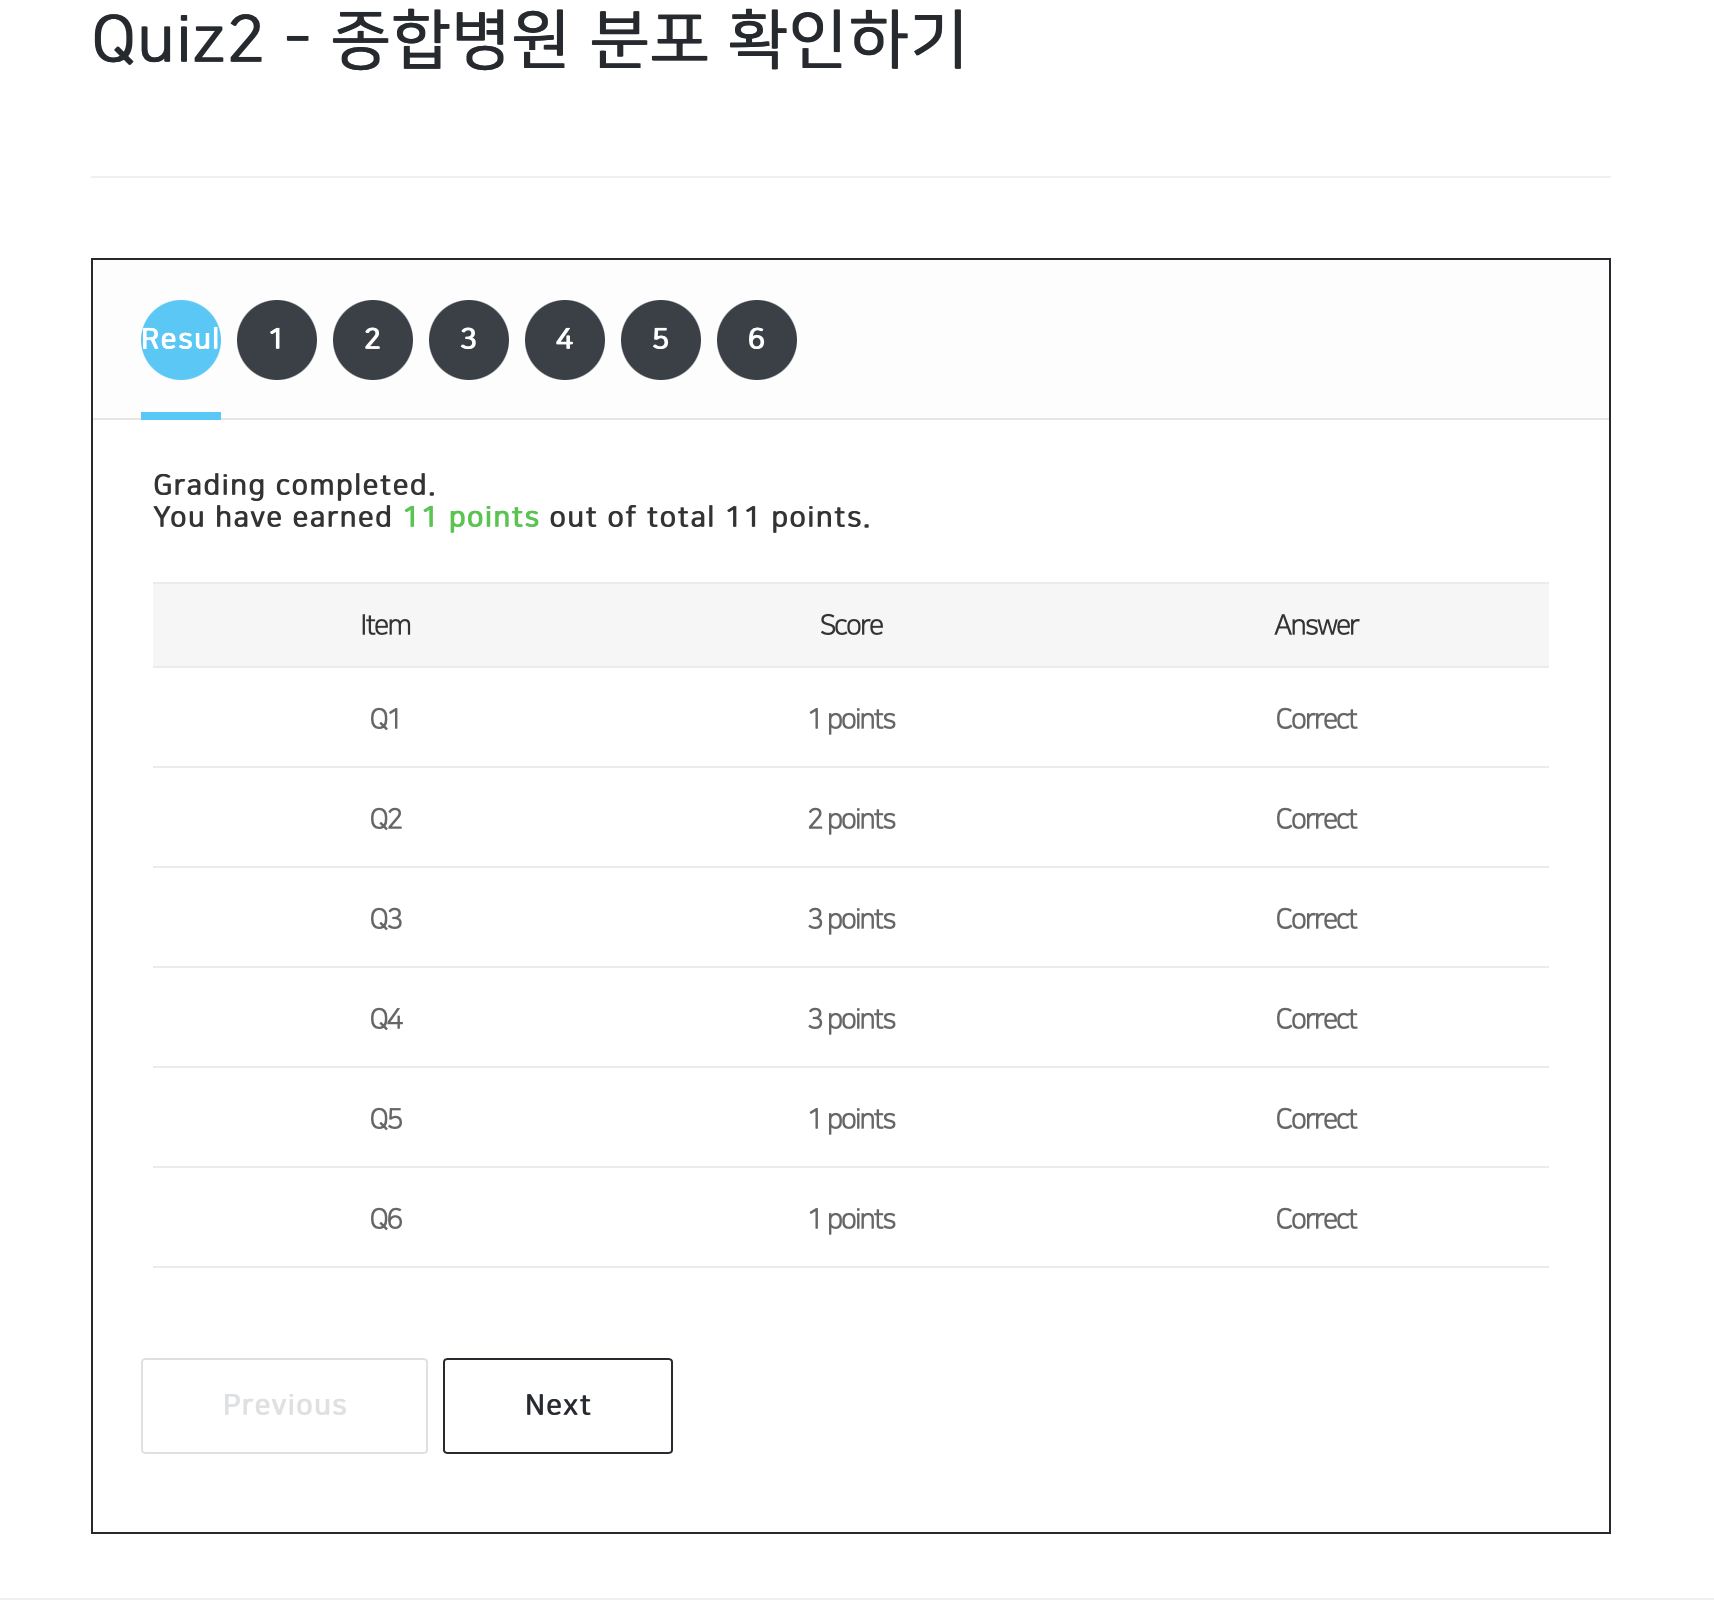 Quiz2 - 종합병원 분포 확인하기
Resul 1 2 3 4 5 6
Grading completed.
You have earned 11 points out of total 11 points.
Item Score Answer
Q1 1 points Correct
Q2 2 points Correct
Q3 3 points Correct
Q4 3 points Correct
Q5 1 points Correct
Q6 1 points Correct
Previous Next